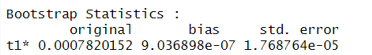 Bootstrap Statistics :
original bias std. error
t1* 0.0007820152 9.036898e-07 1.768764e-05